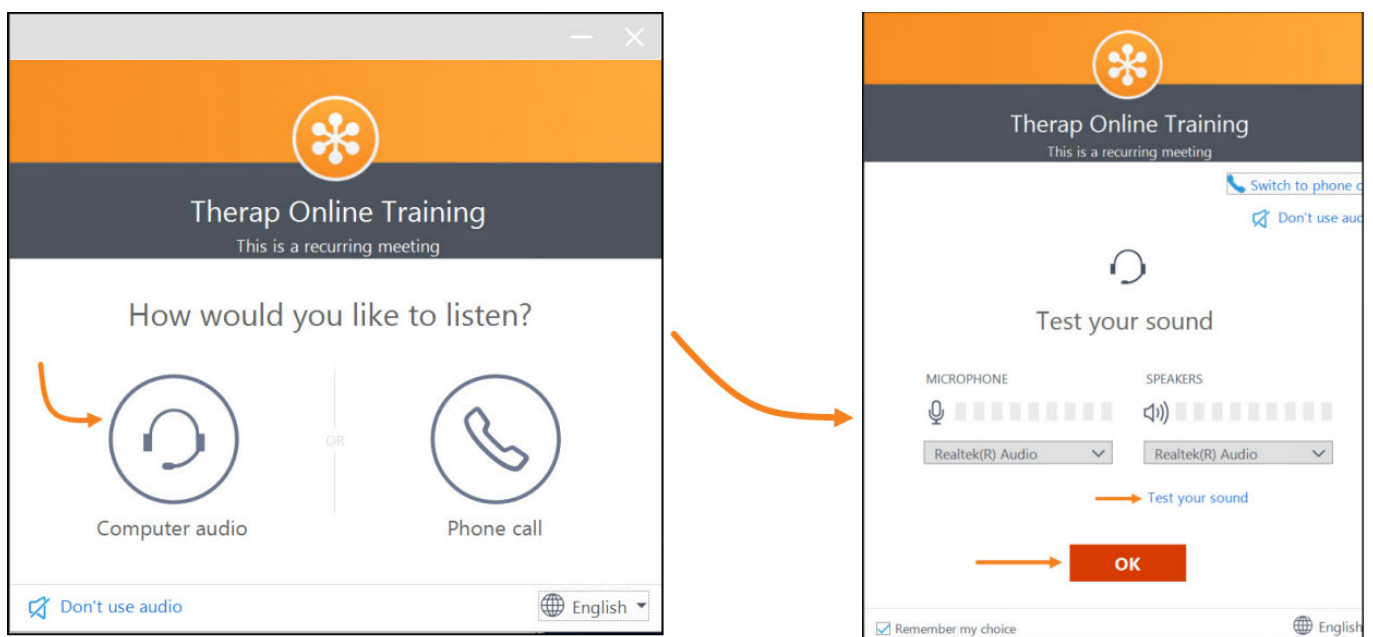 Therap Online Training
This is a recurring meeting
How would you like to listen?
OR
Computer audio
Phone call
Don't use audio
English
Therap Online Training
This is a recurring meeting
Switch to phone c
Don't use aud
Test your sound
MICROPHONE
SPEAKERS
Realtek(R) Audio
Realtek(R) Audio
Test your sound
OK
Remember my choice
English